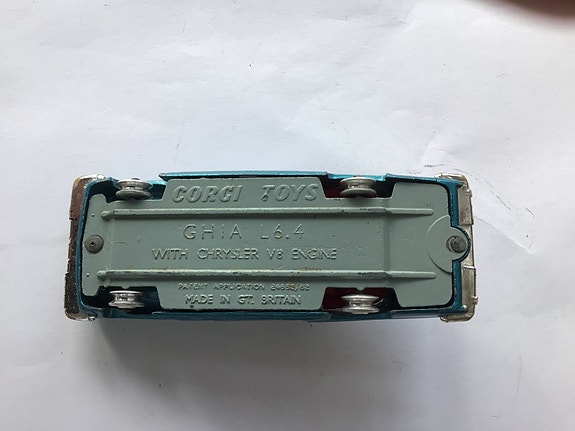 CORGI TOYS
GHIA L6.4
WITH CHRYSLER V8 ENGINE
PATENT APPLICATION
MADE IN GT. BRITAIN